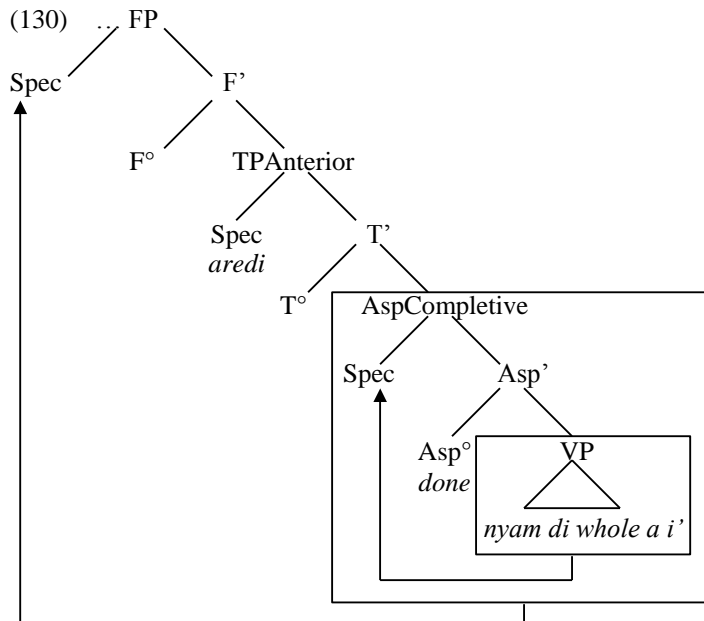 (130) … FP
Spec F’
F° TPAnterior
Spec T’
aredi
T° AspCompletive
Spec Asp’
Asp° VP
done
nyam di whole a i’